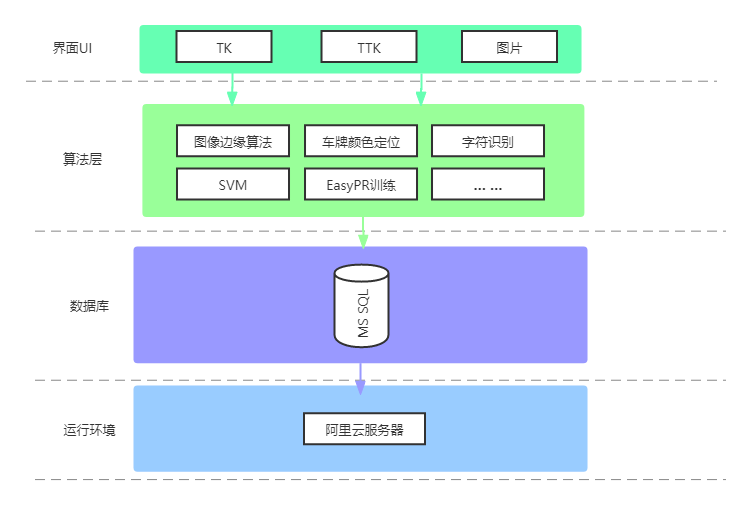 界面UI
TK
TTK
图片
算法层
图像边缘算法
车牌颜色定位
字符识别
SVM
EasyPR训练
... ...
数据库
MS SQL
运行环境
阿里云服务器